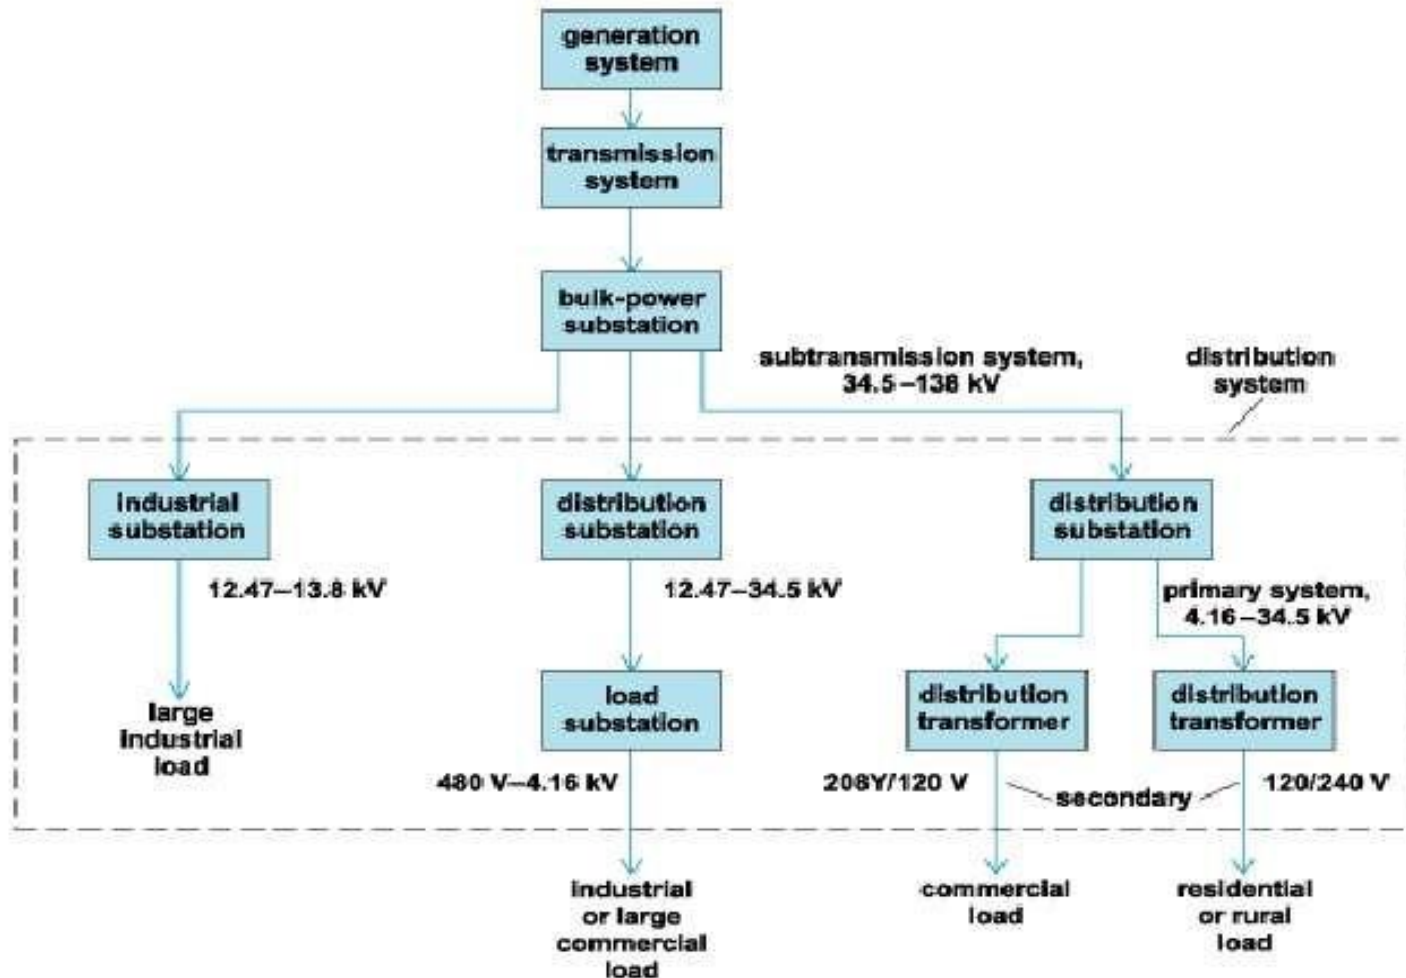 generation
system
transmission
system
bulk-power
substation
subtransmission system,
34.5–138 kV
distribution
system
industrial
substation
distribution
substation
distribution
substation
12.47–13.8 kV
12.47–34.5 kV
primary system,
4.16–34.5 kV
large
industrial
load
load
substation
distribution
transformer
distribution
transformer
480 V–4.16 kV
208Y/120 V
secondary
120/240 V
industrial
or large
commercial
load
commercial
load
residential
or rural
load